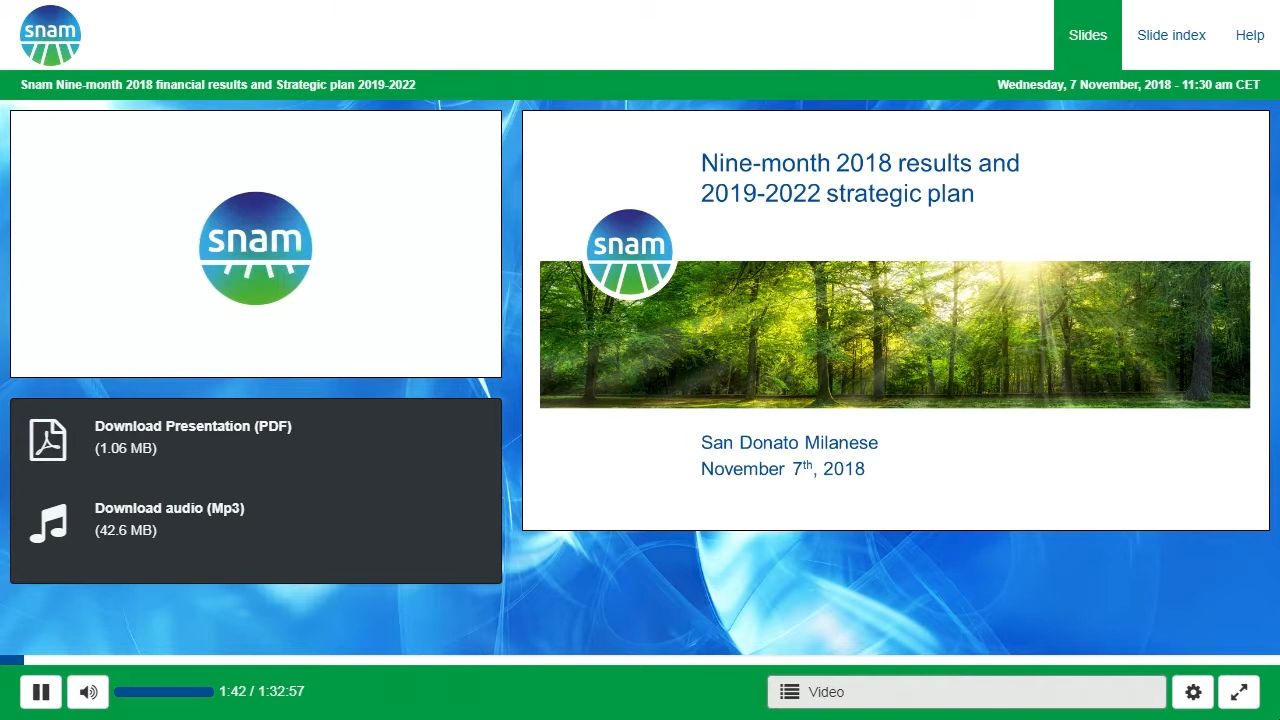 snam
Slides
Slide index
Help
Snam Nine-month 2018 financial results and Strategic plan 2019-2022
Wednesday, 7 November, 2018 - 11:30 am CET
snam
Nine-month 2018 results and
2019-2022 strategic plan
snam
San Donato Milanese
November 7th, 2018
Download Presentation (PDF)
(1.06 MB)
Download audio (Mp3)
(42.6 MB)
1:42 / 1:32:57
Video